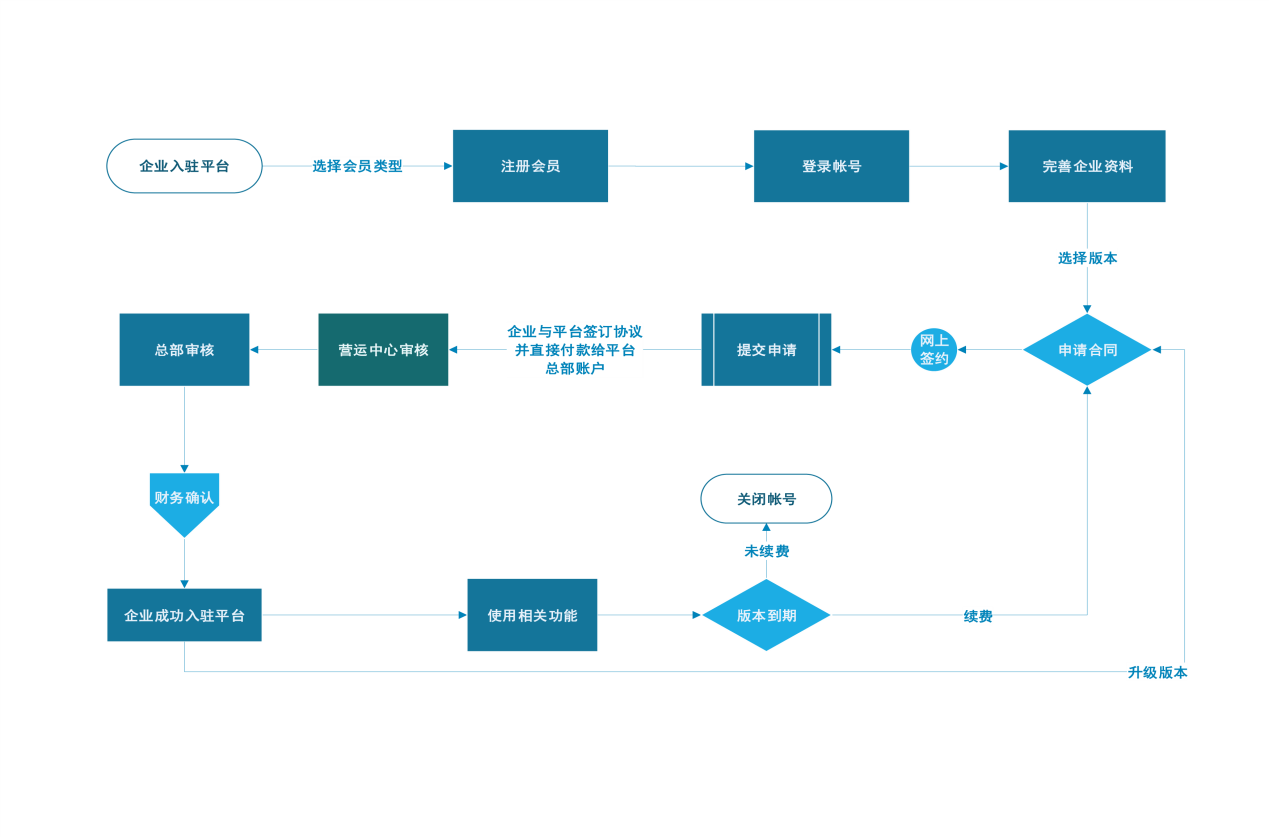 企业入驻平台
选择会员类型
注册会员
登录帐号
完善企业资料
选择版本
申请合同
网上
签约
提交申请
企业与平台签订协议
并直接付款给平台
总部账户
营运中心审核
总部审核
财务确认
企业成功入驻平台
使用相关功能
版本到期
未续费
关闭帐号
续费
升级版本